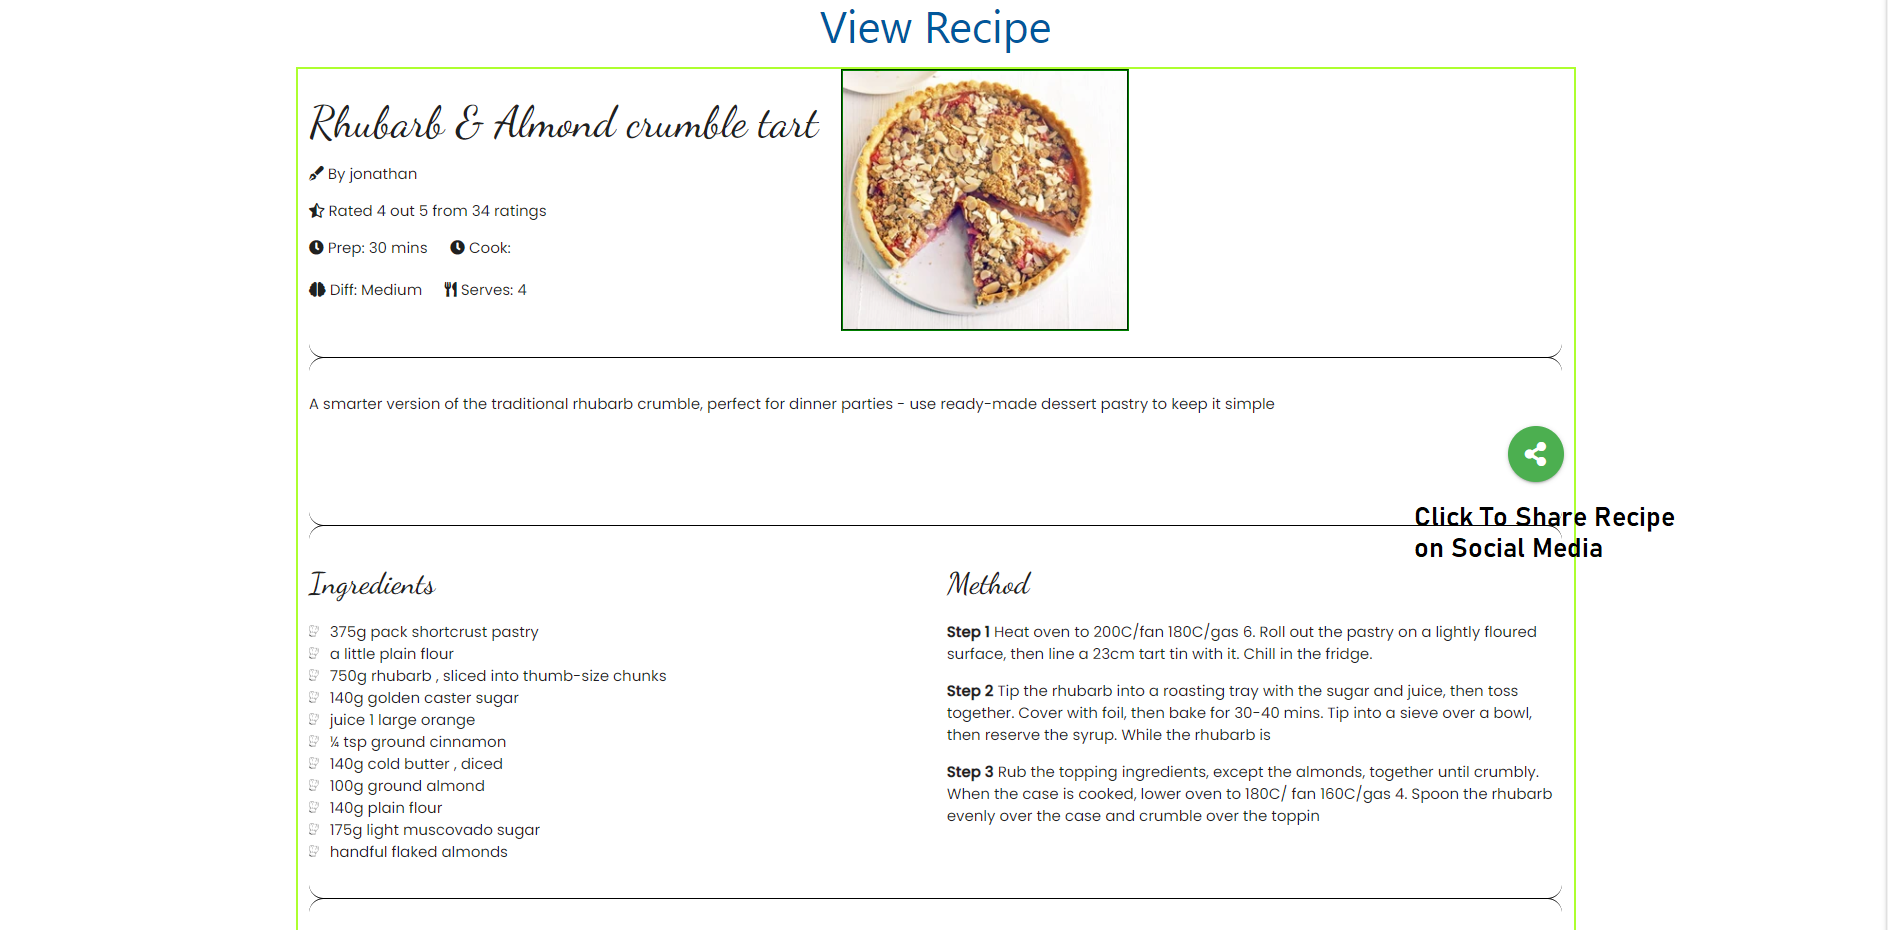 View Recipe
Rhubarb & Almond crumble tart
By jonathan
Rated 4 out 5 from 34 ratings
Prep: 30 mins Cook:
Diff: Medium Serves: 4
A smarter version of the traditional rhubarb crumble, perfect for dinner parties - use ready-made dessert pastry to keep it simple
Click To Share Recipe
on Social Media
Ingredients
375g pack shortcrust pastry
a little plain flour
750g rhubarb , sliced into thumb-size chunks
140g golden caster sugar
juice 1 large orange
¼ tsp ground cinnamon
140g cold butter , diced
100g ground almond
140g plain flour
175g light muscovado sugar
handful flaked almonds
Method
Step 1 Heat oven to 200C/fan 180C/gas 6. Roll out the pastry on a lightly floured
surface, then line a 23cm tart tin with it. Chill in the fridge.
Step 2 Tip the rhubarb into a roasting tray with the sugar and juice, then toss
together. Cover with foil, then bake for 30-40 mins. Tip into a sieve over a bowl,
then reserve the syrup. While the rhubarb is
Step 3 Rub the topping ingredients, except the almonds, together until crumbly.
When the case is cooked, lower oven to 180C/ fan 160C/gas 4. Spoon the rhubarb
evenly over the case and crumble over the toppin